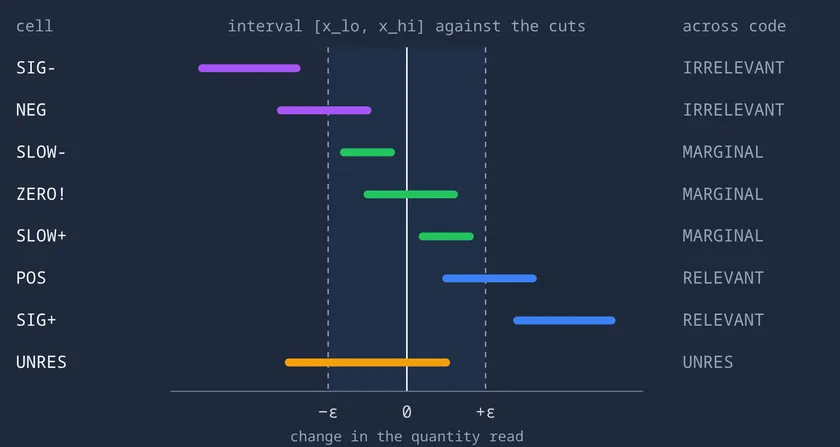 cell interval [x_lo, x_hi] against the cuts across code
SIG- IRRELEVANT
NEG IRRELEVANT
SLOW- MARGINAL
ZERO! MARGINAL
SLOW+ MARGINAL
POS RELEVANT
SIG+ RELEVANT
UNRES UNRES
−ε 0 +ε
change in the quantity read